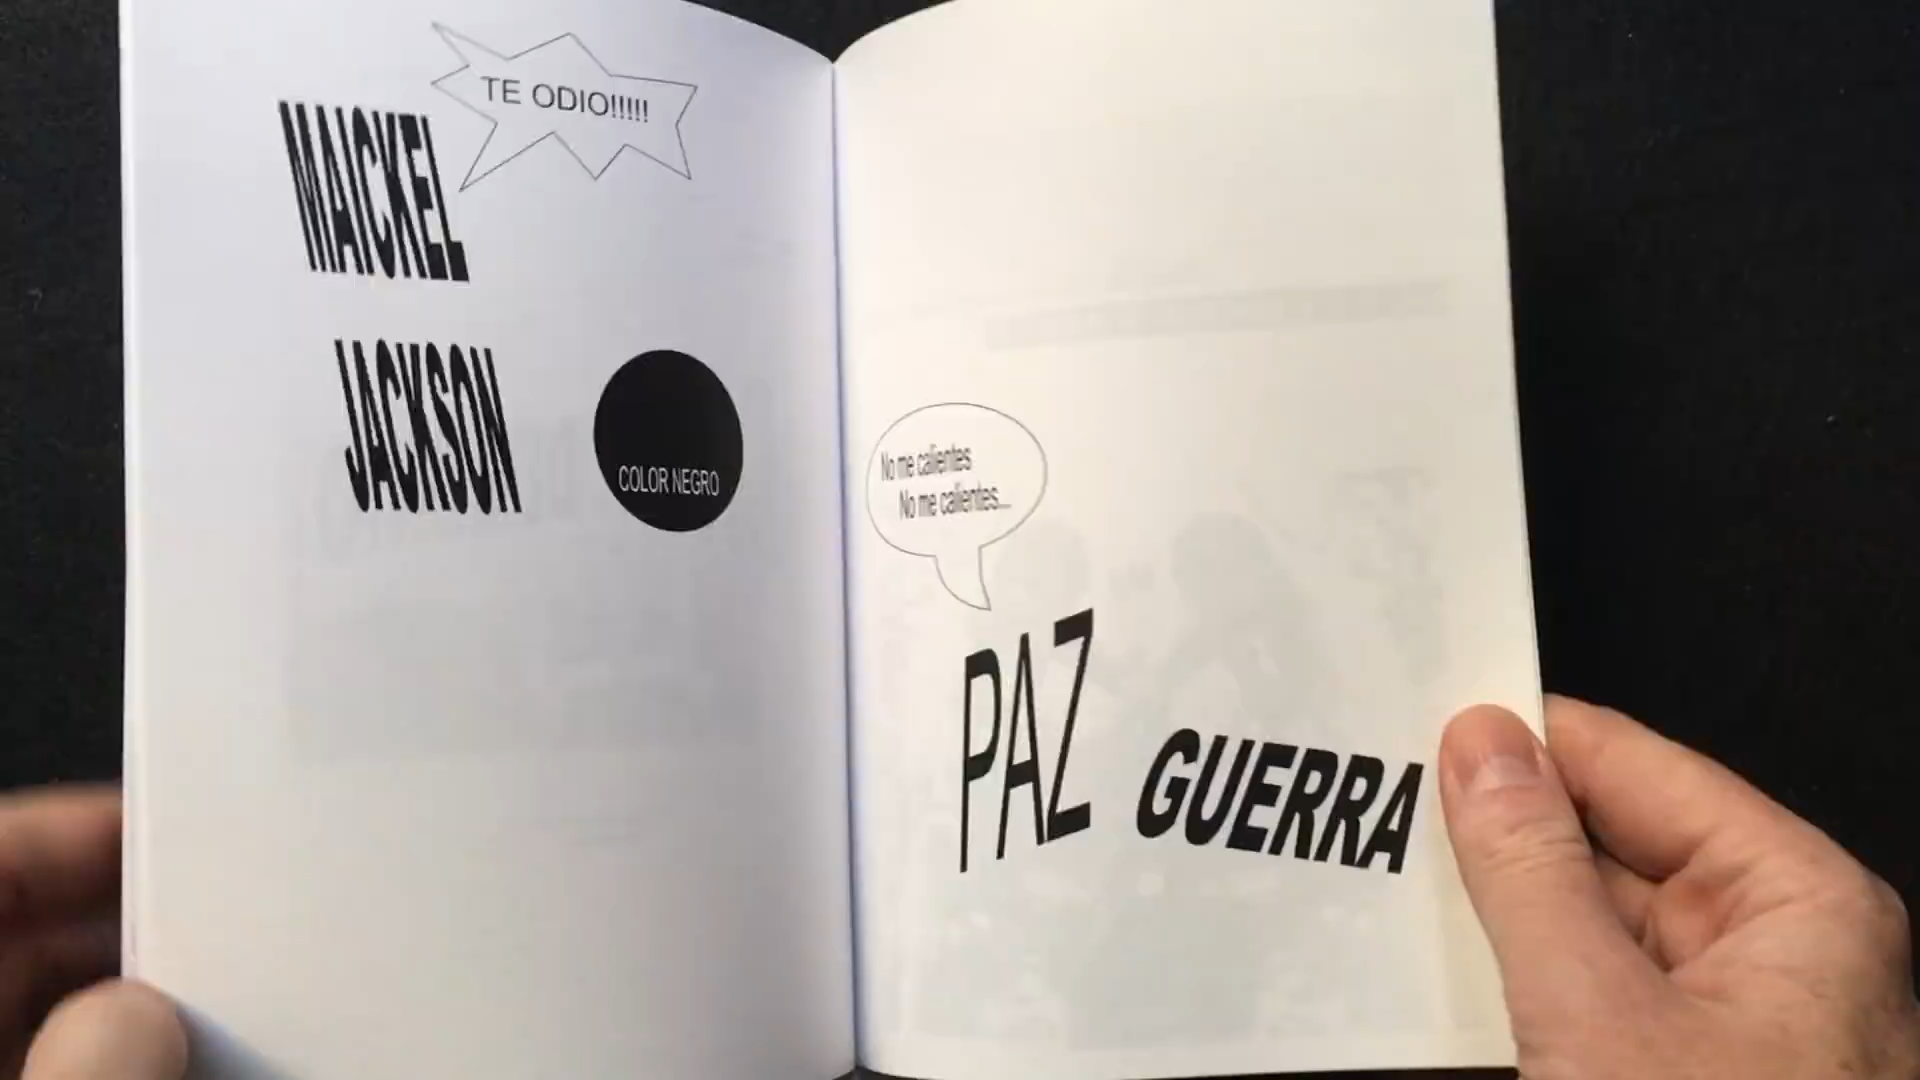 TE ODIO!!!!!
MAICKEL
JACKSON
COLOR NEGRO
No me calientes
No me calientes...
PAZ
GUERRA